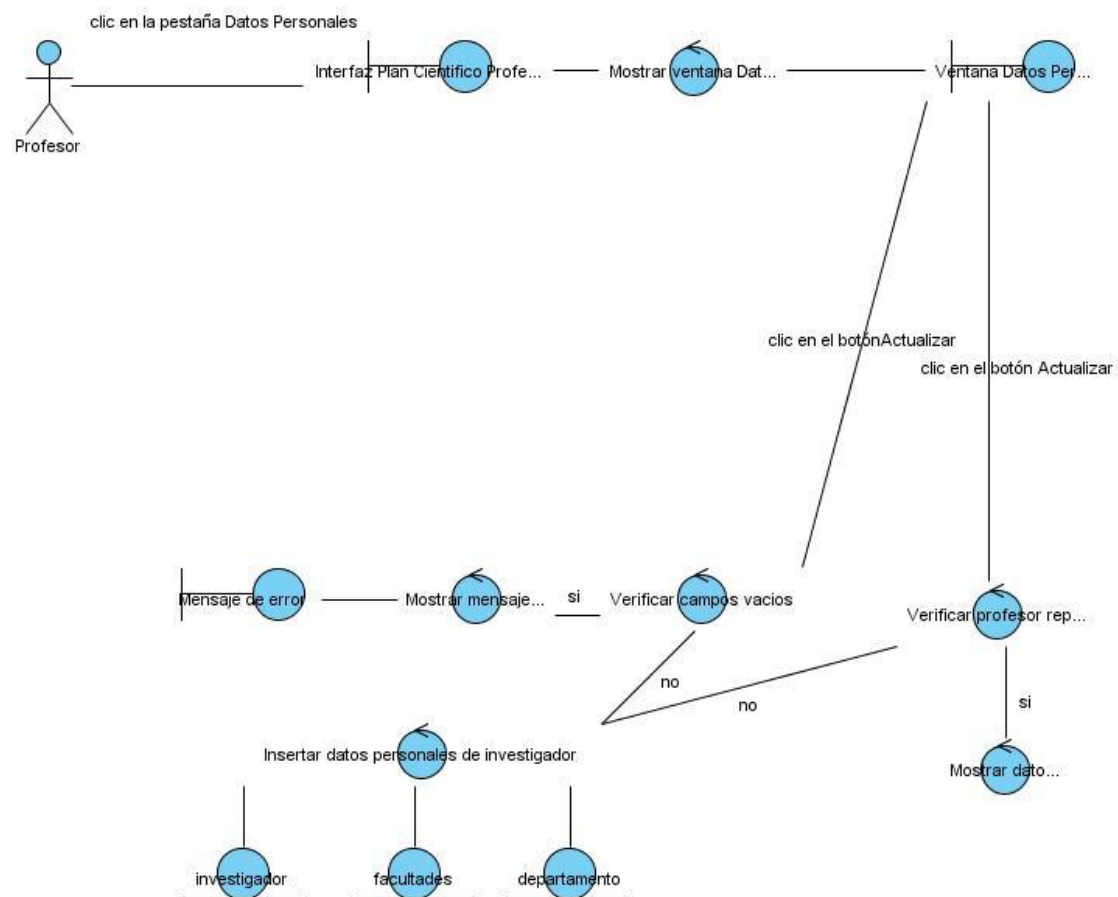 clic en la pestaña Datos Personales
Interfaz Plan Cientifico Profe...
Mostrar ventana Dat...
Ventana Datos Per...
Profesor
clic en el botónActualizar
clic en el botón Actualizar
Mensaje de error
Mostrar mensaje...
si
Verificar campos vacios
Verificar profesor rep...
no
no
si
Insertar datos personales de investigador
Mostrar dato...
investigador
facultades
departamento